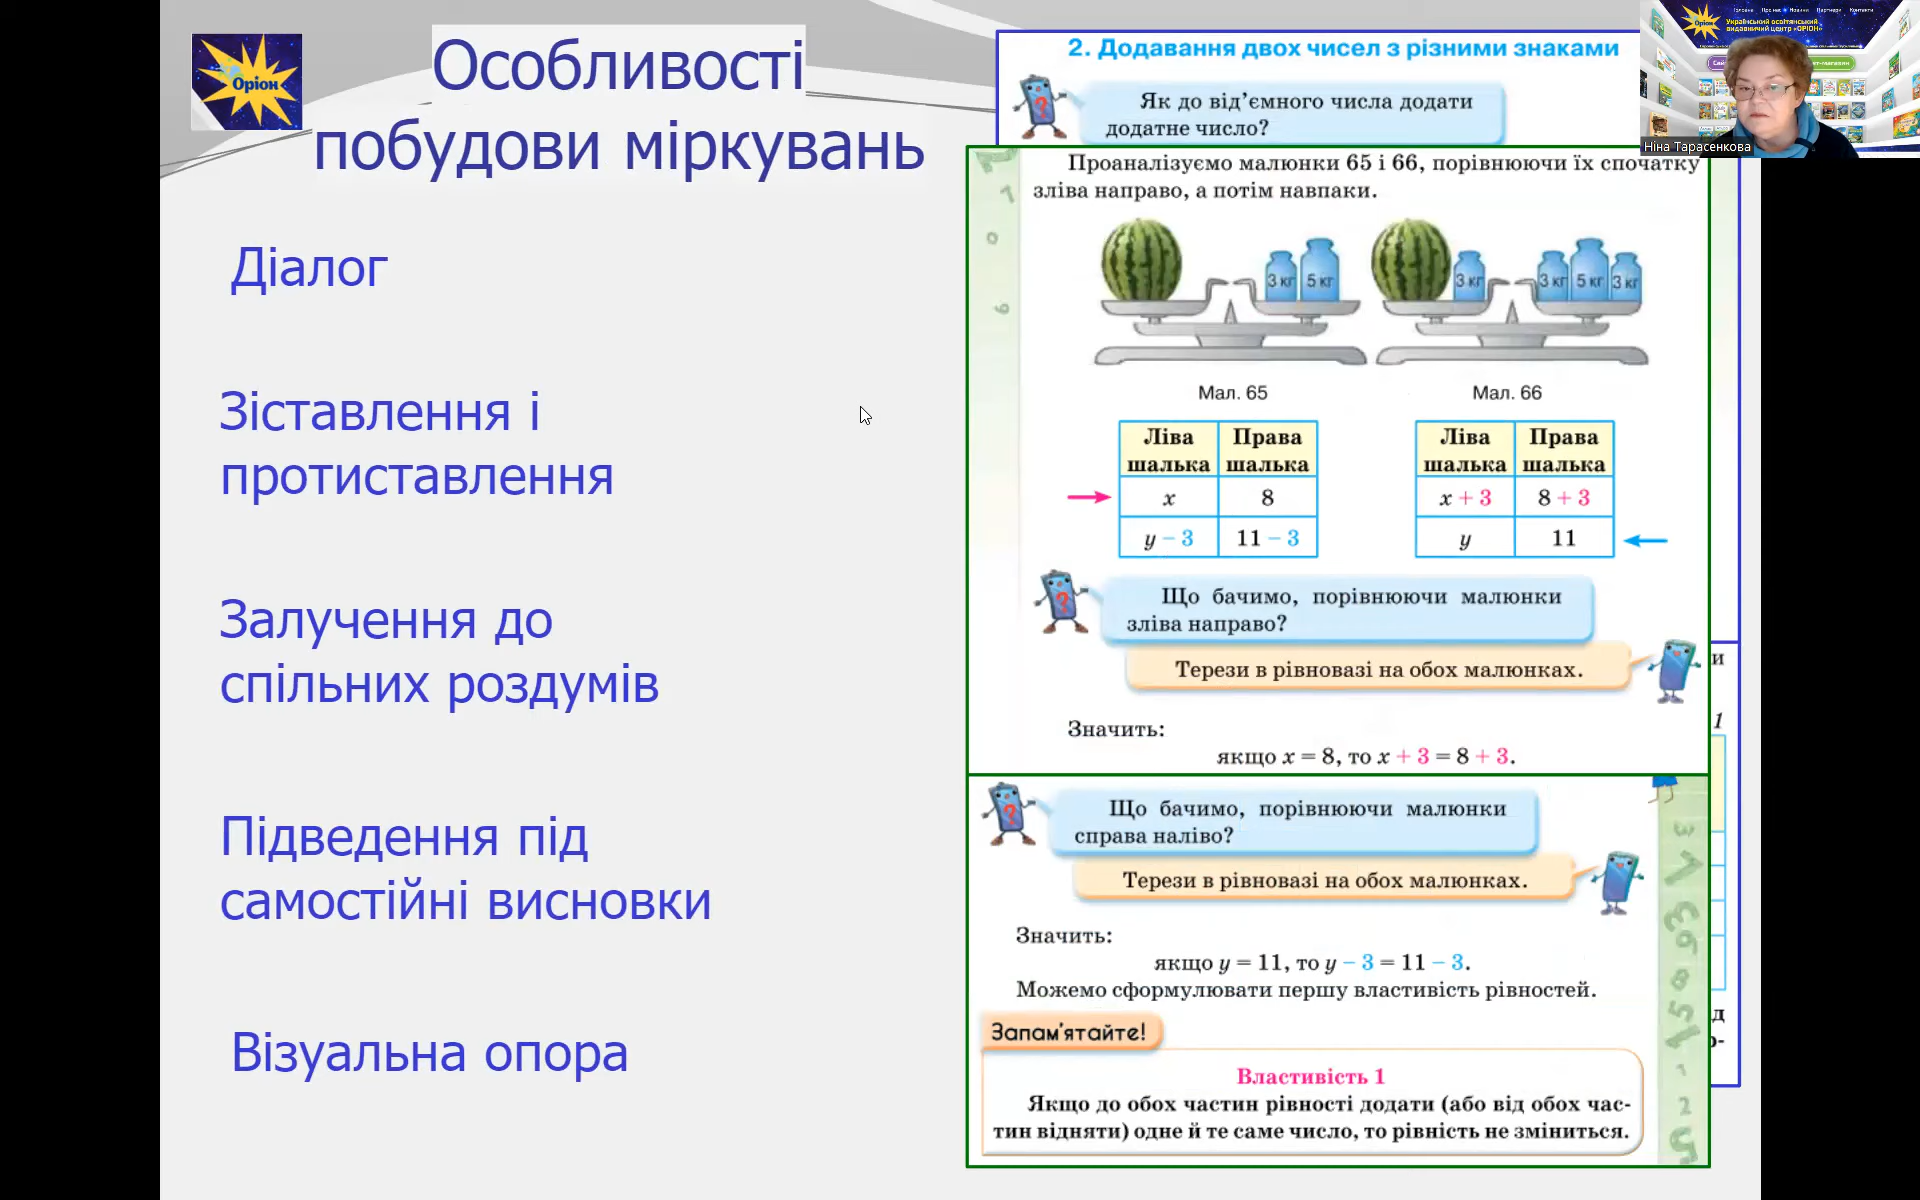 Оріон
Особливості
побудови міркувань
Діалог
Зіставлення і
протиставлення
Залучення до
спільних роздумів
Підведення під
самостійні висновки
Візуальна опора
2. Додавання двох чисел з різними знаками
Як до від’ємного числа додати
додатне число?
Проаналізуємо малюнки 65 і 66, порівнюючи їх спочатку
зліва направо, а потім навпаки.
3 кг 5 кг
3 кг 3 кг 5 кг 3 кг
Мал. 65 Мал. 66
Ліва шалька Права шалька
x 8
y – 3 11 – 3
Ліва шалька Права шалька
x + 3 8 + 3
y 11
Що бачимо, порівнюючи малюнки
зліва направо?
Терези в рівновазі на обох малюнках.
Значить:
якщо x = 8, то x + 3 = 8 + 3.
Що бачимо, порівнюючи малюнки
справа наліво?
Терези в рівновазі на обох малюнках.
Значить:
якщо y = 11, то y – 3 = 11 – 3.
Можемо сформулювати першу властивість рівностей.
Запам’ятайте!
Властивість 1
Якщо до обох частин рівності додати (або від обох час-
тин відняти) одне й те саме число, то рівність не зміниться.
Український освітянський
видавничий центр «ОРІОН»
Ніна Тарасенкова